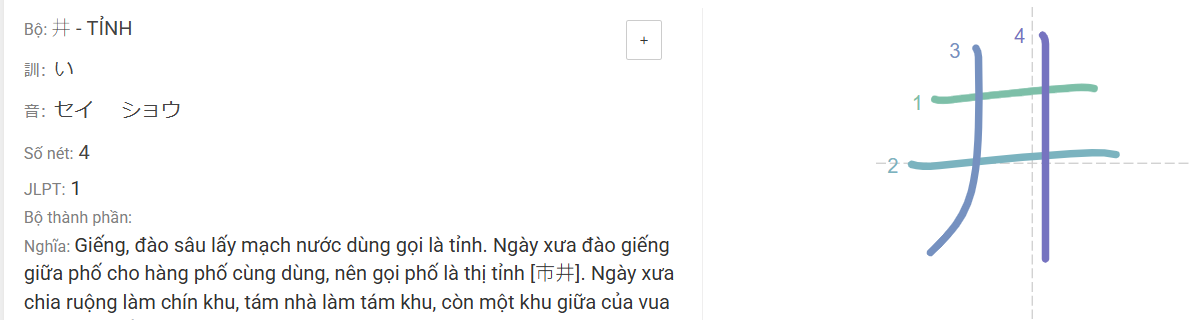 Bộ: 井 - TỈNH
+
訓: い
音: セイ ショウ
Số nét: 4
JLPT: 1
Bộ thành phần:
Nghĩa: Giếng, đào sâu lấy mạch nước dùng gọi là tỉnh. Ngày xưa đào giếng
giữa phố cho hàng phố cùng dùng, nên gọi phố là thị tỉnh [市井]. Ngày xưa
chia ruộng làm chín khu, tám nhà làm tám khu, còn một khu giữa của vua
井
1
2
3
4